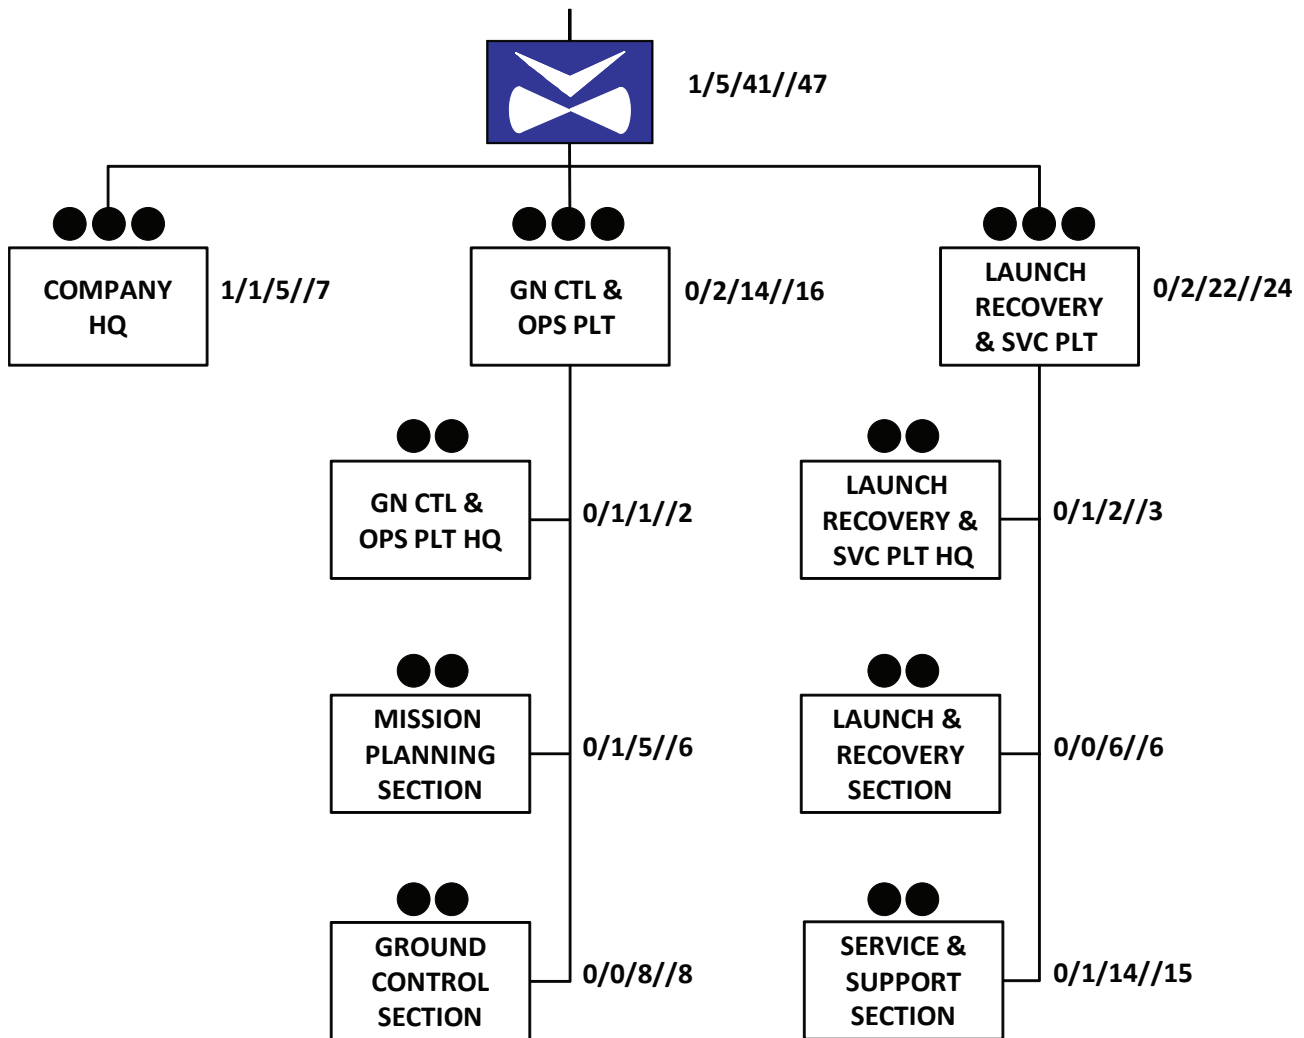 1/5/41//47
COMPANY
HQ
1/1/5//7
GN CTL &
OPS PLT
0/2/14//16
LAUNCH
RECOVERY
& SVC PLT
0/2/22//24
GN CTL &
OPS PLT HQ
0/1/1//2
LAUNCH
RECOVERY &
SVC PLT HQ
0/1/2//3
MISSION
PLANNING
SECTION
0/1/5//6
LAUNCH &
RECOVERY
SECTION
0/0/6//6
GROUND
CONTROL
SECTION
0/0/8//8
SERVICE &
SUPPORT
SECTION
0/1/14//15